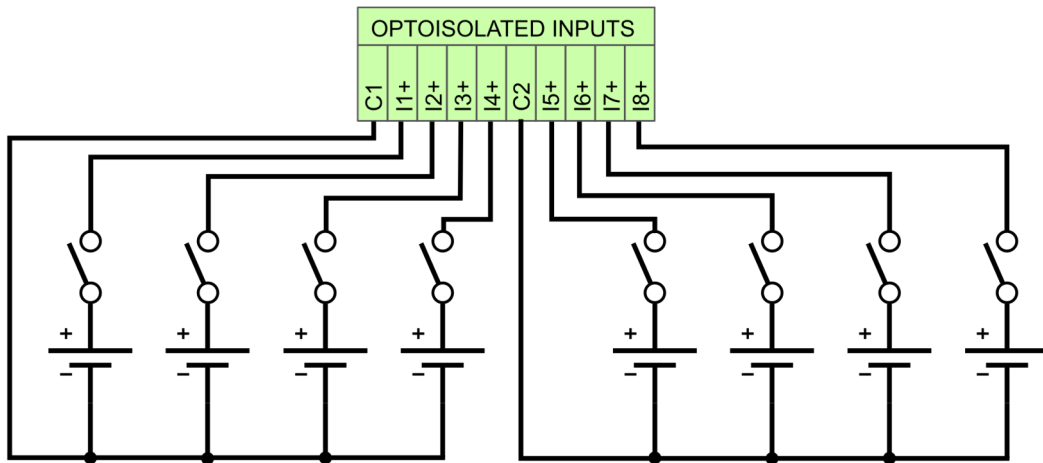 OPTOISOLATED INPUTS
C1 I1+ I2+ I3+ I4+ C2 I5+ I6+ I7+ I8+
+ + + + + + + +
− − − − − − − −